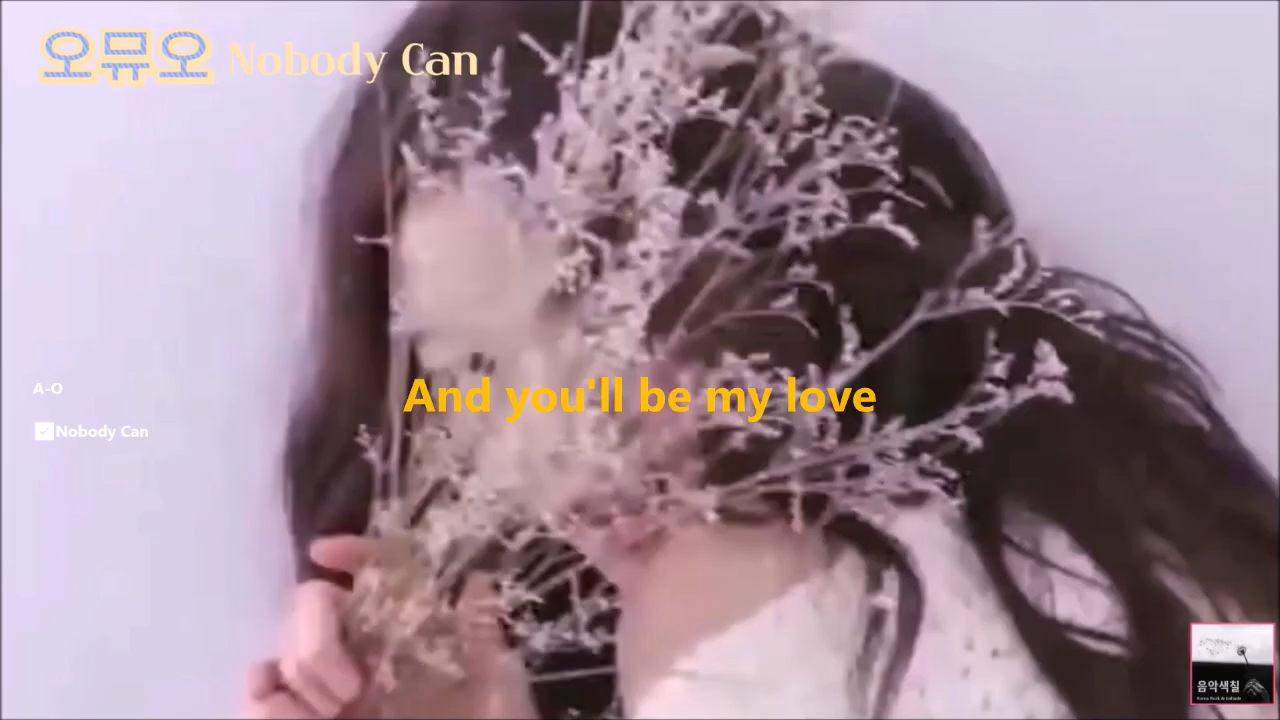 오뮤오 Nobody Can
A-O
Nobody Can
And you'll be my love
음악색칠